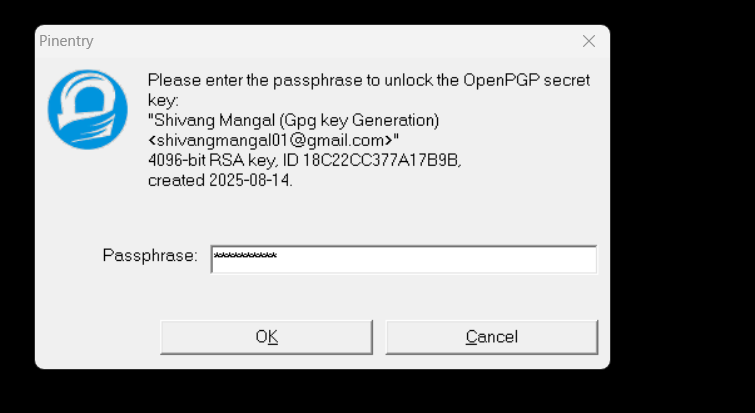 Pinentry
Please enter the passphrase to unlock the OpenPGP secret
key:
"Shivang Mangal (Gpg key Generation)
<shivangmangal01@gmail.com>"
4096-bit RSA key, ID 18C22CC377A17B9B,
created 2025-08-14.
Passphrase: **********
OK Cancel